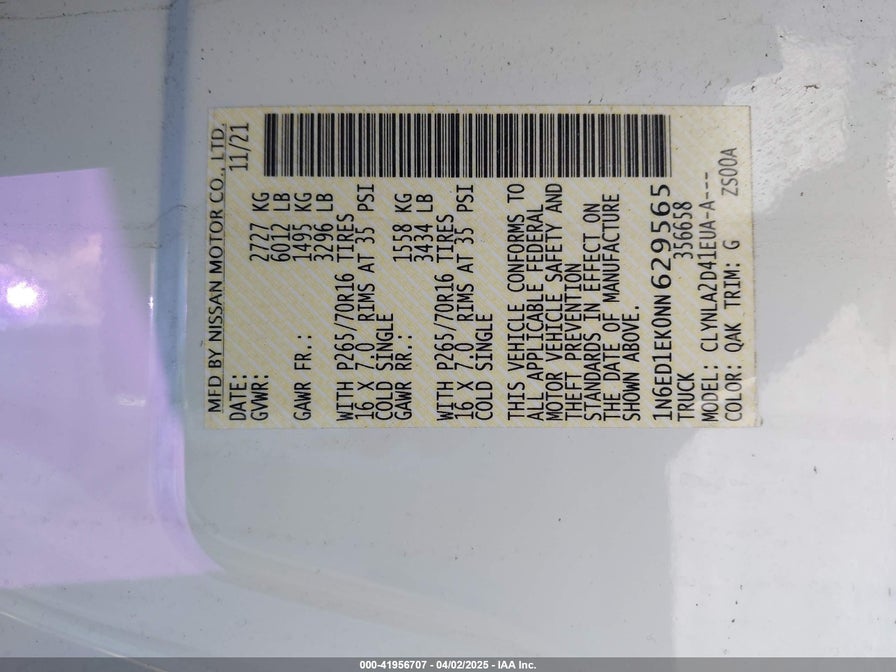 MFD BY NISSAN MOTOR CO., LTD.
DATE: 11/21
GVWR: 2727 KG
6012 LB
GAWR FR.: 1495 KG
3296 LB
WITH P265/70R16 TIRES
16 X 7.0 RIMS AT 35 PSI
COLD SINGLE
GAWR RR.: 1558 KG
3434 LB
WITH P265/70R16 TIRES
16 X 7.0 RIMS AT 35 PSI
COLD SINGLE
THIS VEHICLE CONFORMS TO
ALL APPLICABLE FEDERAL
MOTOR VEHICLE SAFETY AND
THEFT PREVENTION
STANDARDS IN EFFECT ON
THE DATE OF MANUFACTURE
SHOWN ABOVE.
1N6ED1EK0NN629565
TRUCK 356658
MODEL: CLYNLA2D41EUA-A---
COLOR: QAK TRIM: G ZS00A
000-41956707 - 04/02/2025 - IAA Inc.